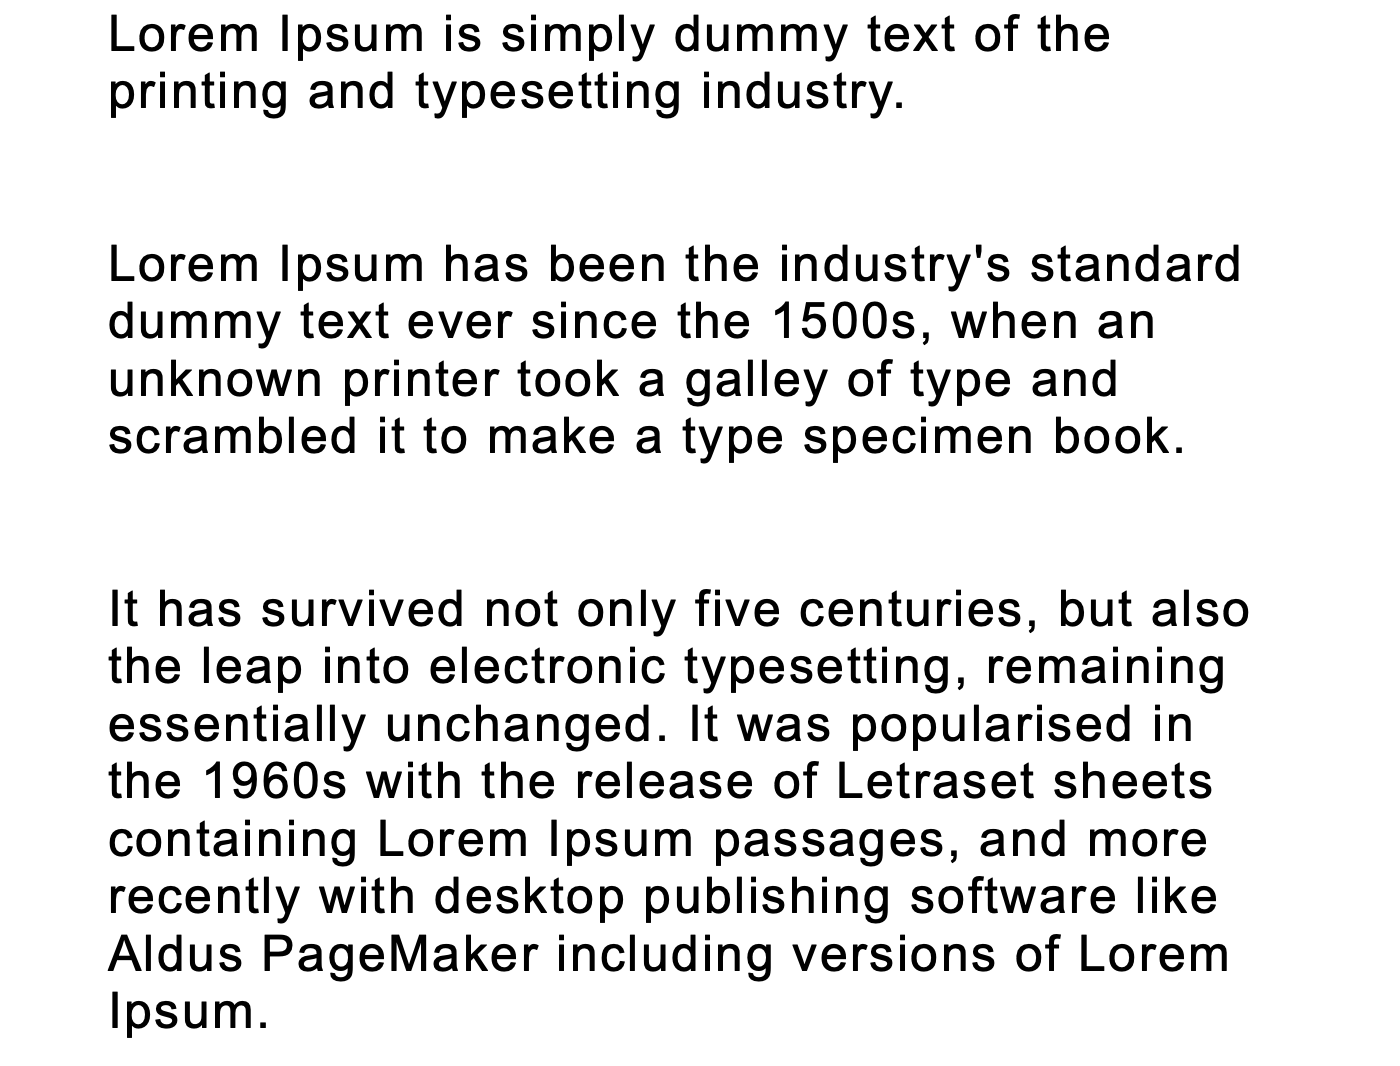 Lorem Ipsum is simply dummy text of the
printing and typesetting industry.
Lorem Ipsum has been the industry's standard
dummy text ever since the 1500s, when an
unknown printer took a galley of type and
scrambled it to make a type specimen book.
It has survived not only five centuries, but also
the leap into electronic typesetting, remaining
essentially unchanged. It was popularised in
the 1960s with the release of Letraset sheets
containing Lorem Ipsum passages, and more
recently with desktop publishing software like
Aldus PageMaker including versions of Lorem
Ipsum.